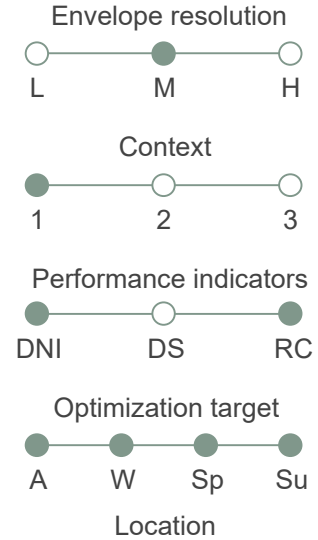 Envelope resolution
L M H
Context
1 2 3
Performance indicators
DNI DS RC
Optimization target
A W Sp Su
Location